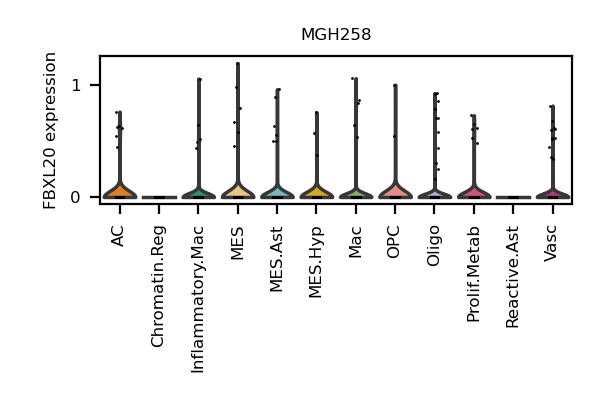 MGH258
FBXL20 expression
1
0
AC
Chromatin.Reg
Inflammatory.Mac
MES
MES.Ast
MES.Hyp
Mac
OPC
Oligo
Prolif.Metab
Reactive.Ast
Vasc